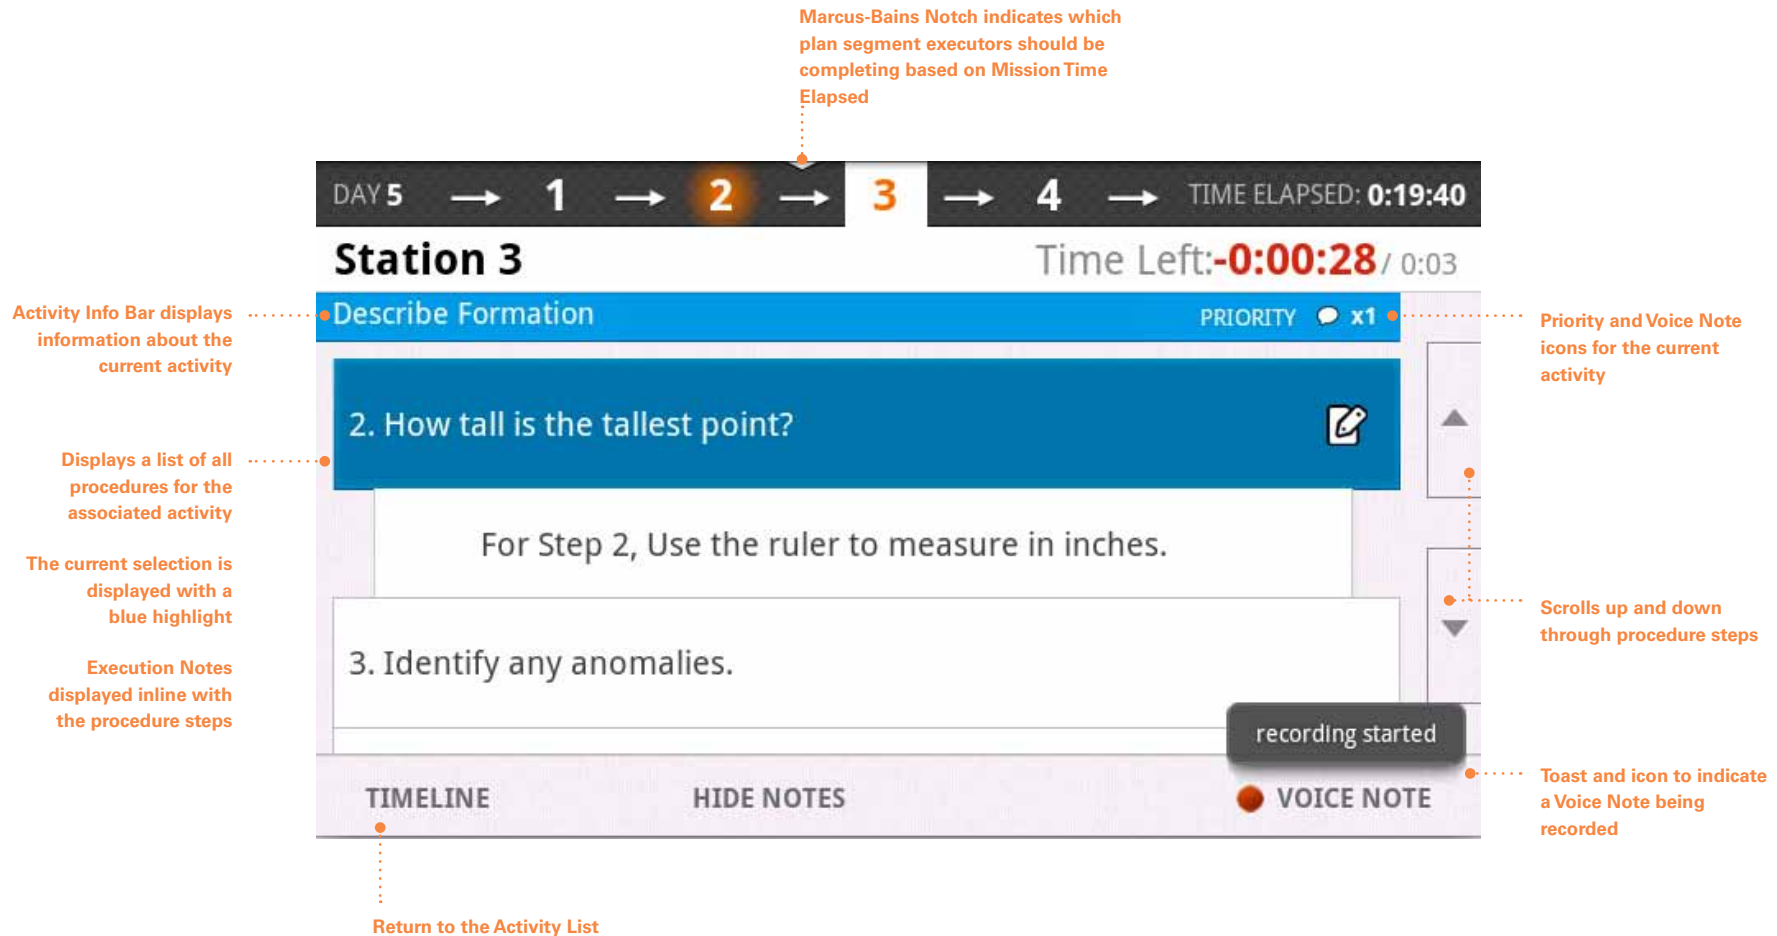 Marcus-Bains Notch indicates which
plan segment executors should be
completing based on Mission Time
Elapsed
DAY 5 → 1 → 2 → 3 → 4 → TIME ELAPSED: 0:19:40
Station 3
Time Left:-0:00:28 / 0:03
Describe Formation
PRIORITY x1
Activity Info Bar displays
information about the
current activity
Priority and Voice Note
icons for the current
activity
2. How tall is the tallest point?
Displays a list of all
procedures for the
associated activity
For Step 2, Use the ruler to measure in inches.
The current selection is
displayed with a
blue highlight
Scrolls up and down
through procedure steps
3. Identify any anomalies.
Execution Notes
displayed inline with
the procedure steps
recording started
TIMELINE
HIDE NOTES
VOICE NOTE
Toast and icon to indicate
a Voice Note being
recorded
Return to the Activity List